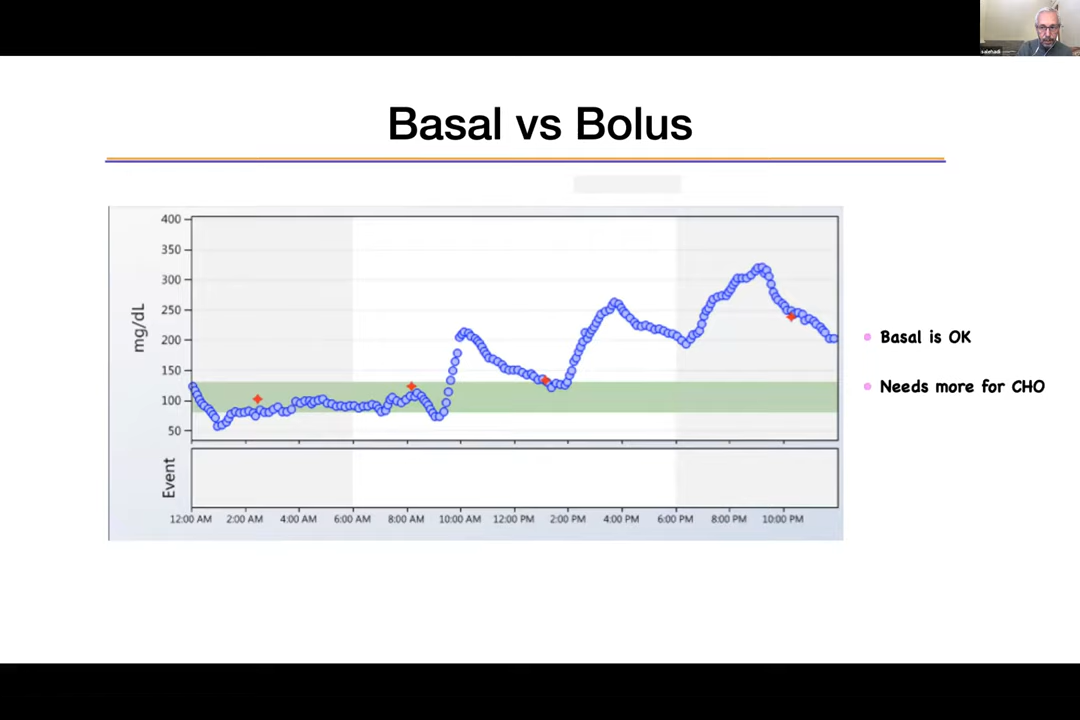 Basal vs Bolus
400
350
300
250
200
150
100
50
mg/dL
Event
12:00 AM 2:00 AM 4:00 AM 6:00 AM 8:00 AM 10:00 AM 12:00 PM 2:00 PM 4:00 PM 6:00 PM 8:00 PM 10:00 PM
Basal is OK
Needs more for CHO